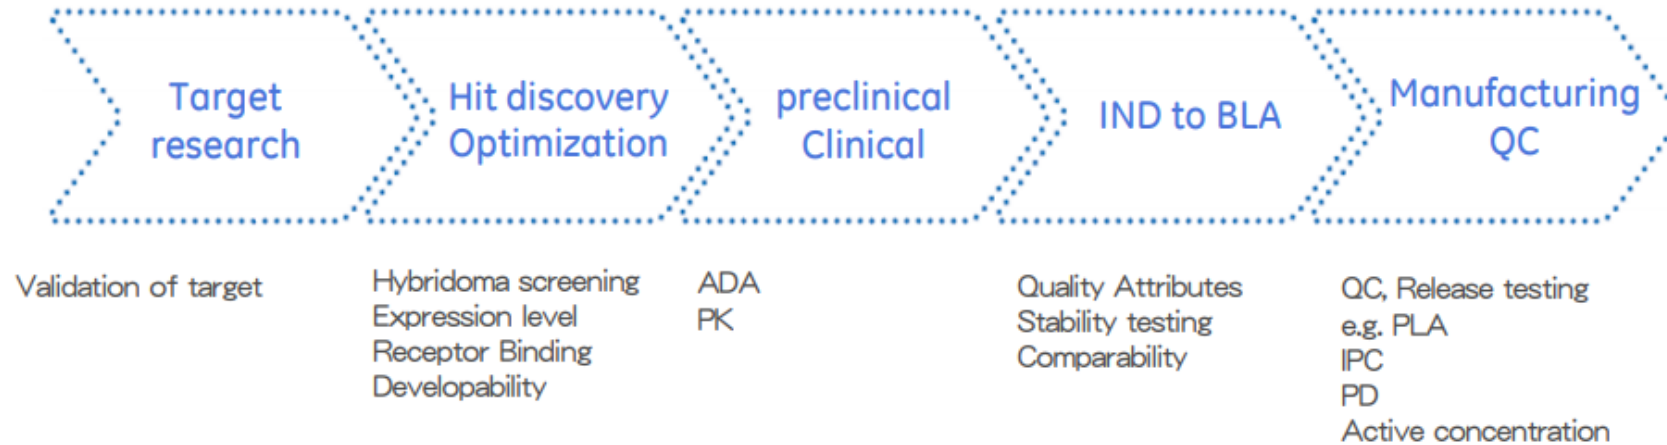 Target
research
Hit discovery
Optimization
preclinical
Clinical
IND to BLA
Manufacturing
QC
Validation of target
Hybridoma screening
Expression level
Receptor Binding
Developability
ADA
PK
Quality Attributes
Stability testing
Comparability
QC, Release testing
e.g. PLA
IPC
PD
Active concentration